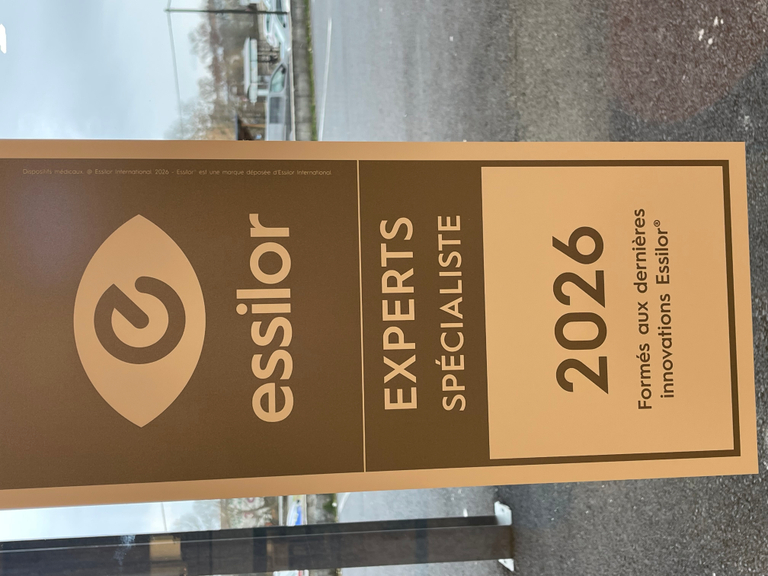 Dispositifs médicaux. @ Essilor International. 2026 - Essilor® est une marque déposée d'Essilor International.
essilor
EXPERTS
SPÉCIALISTE
2026
Formés aux dernières
innovations Essilor®